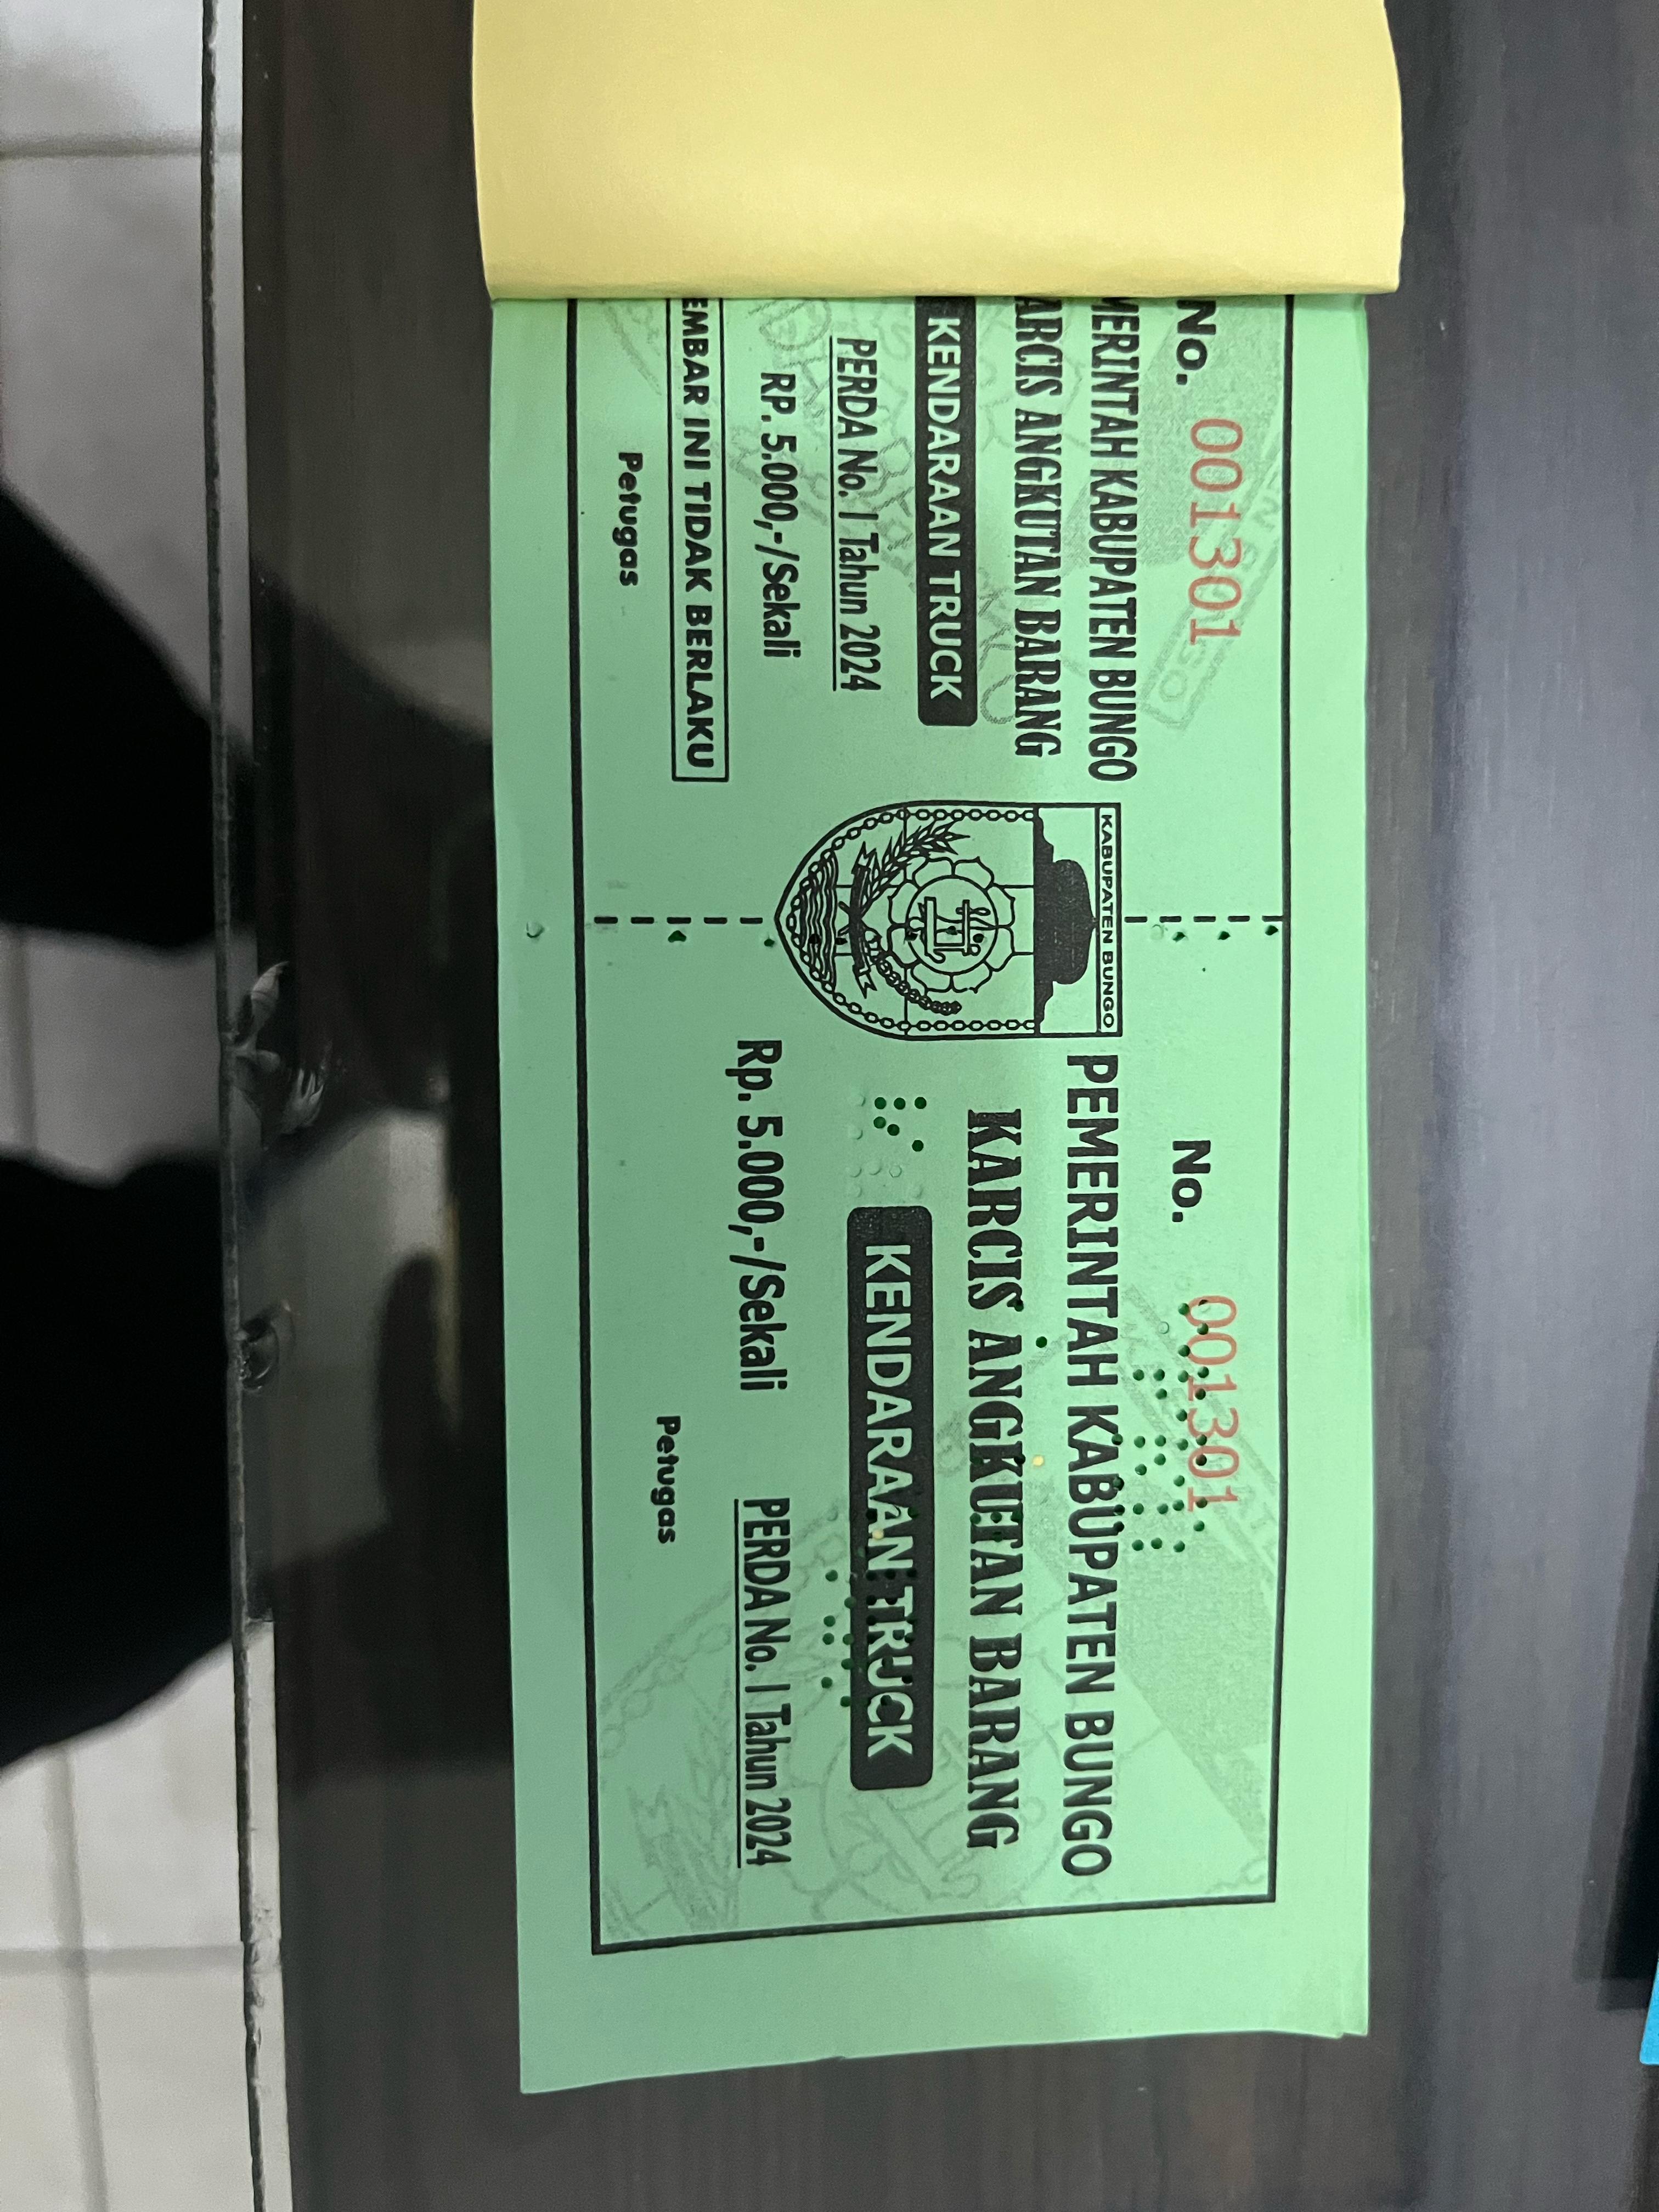 No. 001301
MERINTAH KABUPATEN BUNGO
ARCIS ANGKUTAN BARANG
KENDARAAN TRUCK
PERDA No. 1 Tahun 2024
RP. 5.000,-/Sekali
EMBAR INI TIDAK BERLAKU
Petugas
KABUPATEN BUNGO
No. 001301
PEMERINTAH KABUPATEN BUNGO
KARCIS ANGKUTAN BARANG
KENDARAAN TRUCK
Rp. 5.000,-/Sekali PERDA No. 1 Tahun 2024
Petugas